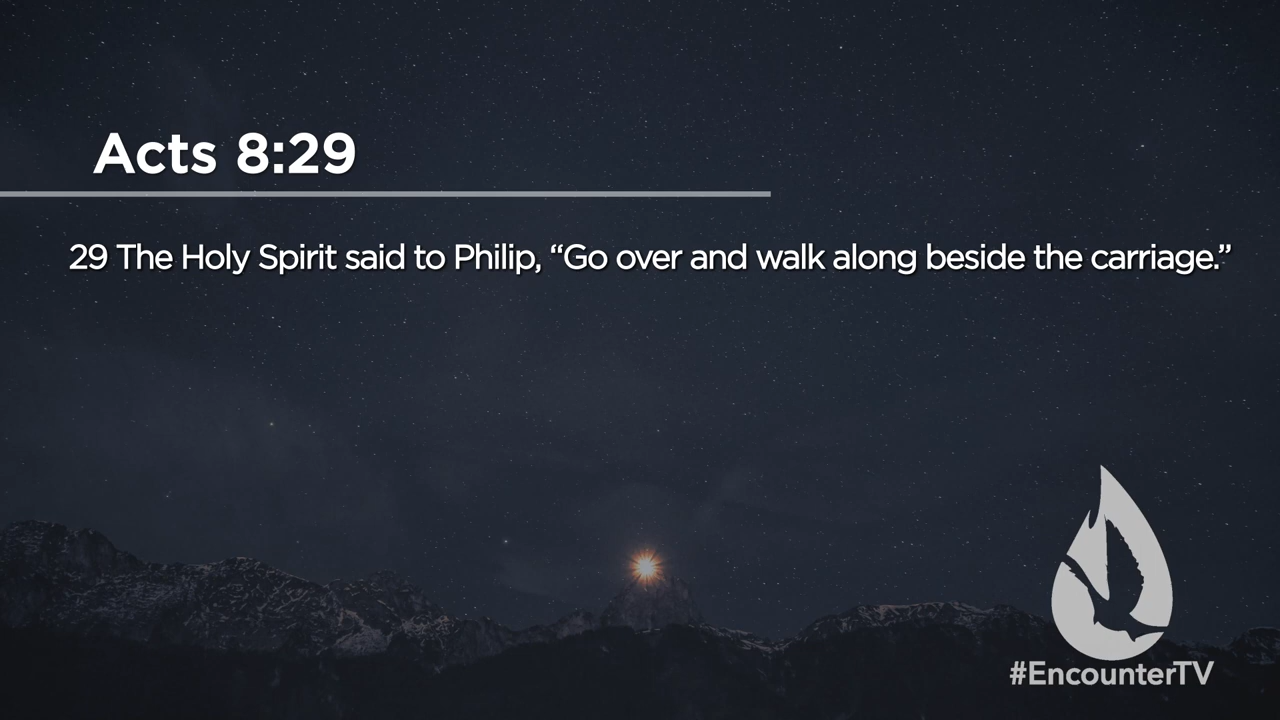 Acts 8:29
29 The Holy Spirit said to Philip, “Go over and walk along beside the carriage.”
#EncounterTV